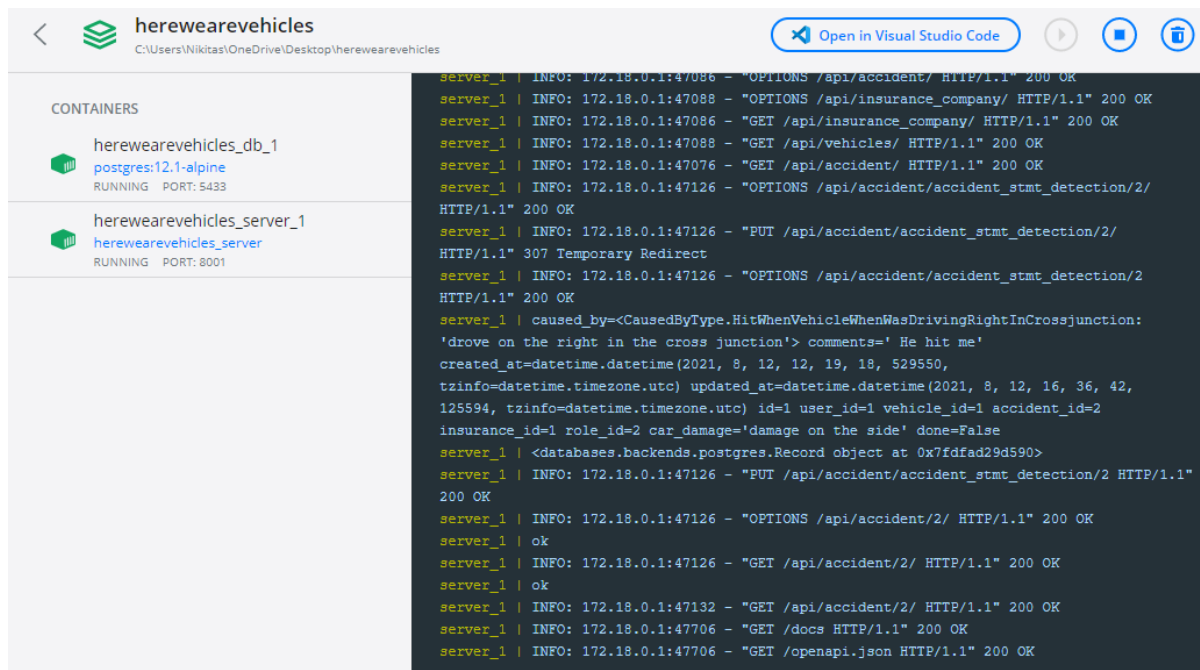 herewearevehicles
C:\Users\Nikitas\OneDrive\Desktop\herewearevehicles
Open in Visual Studio Code
CONTAINERS
herewearevehicles_db_1
postgres:12.1-alpine
RUNNING PORT: 5433
herewearevehicles_server_1
herewearevehicles_server
RUNNING PORT: 8001
server_1 | INFO: 172.18.0.1:47086 - "OPTIONS /api/accident/ HTTP/1.1" 200 OK
server_1 | INFO: 172.18.0.1:47088 - "OPTIONS /api/insurance_company/ HTTP/1.1" 200 OK
server_1 | INFO: 172.18.0.1:47086 - "GET /api/insurance_company/ HTTP/1.1" 200 OK
server_1 | INFO: 172.18.0.1:47088 - "GET /api/vehicles/ HTTP/1.1" 200 OK
server_1 | INFO: 172.18.0.1:47076 - "GET /api/accident/ HTTP/1.1" 200 OK
server_1 | INFO: 172.18.0.1:47126 - "OPTIONS /api/accident/accident_stmt_detection/2/
HTTP/1.1" 200 OK
server_1 | INFO: 172.18.0.1:47126 - "PUT /api/accident/accident_stmt_detection/2/
HTTP/1.1" 307 Temporary Redirect
server_1 | INFO: 172.18.0.1:47126 - "OPTIONS /api/accident/accident_stmt_detection/2
HTTP/1.1" 200 OK
server_1 | caused_by=<CausedByType.HitWhenVehicleWhenWasDrivingRightInCrossjunction:
'drove on the right in the cross junction'> comments=' He hit me'
created_at=datetime.datetime(2021, 8, 12, 12, 19, 18, 529550,
tzinfo=datetime.timezone.utc) updated_at=datetime.datetime(2021, 8, 12, 16, 36, 42,
125594, tzinfo=datetime.timezone.utc) id=1 user_id=1 vehicle_id=1 accident_id=2
insurance_id=1 role_id=2 car_damage='damage on the side' done=False
server_1 | <databases.backends.postgres.Record object at 0x7fdfad29d590>
server_1 | INFO: 172.18.0.1:47126 - "PUT /api/accident/accident_stmt_detection/2 HTTP/1.1"
200 OK
server_1 | INFO: 172.18.0.1:47126 - "OPTIONS /api/accident/2/ HTTP/1.1" 200 OK
server_1 | ok
server_1 | INFO: 172.18.0.1:47126 - "GET /api/accident/2/ HTTP/1.1" 200 OK
server_1 | ok
server_1 | INFO: 172.18.0.1:47132 - "GET /api/accident/2/ HTTP/1.1" 200 OK
server_1 | INFO: 172.18.0.1:47706 - "GET /docs HTTP/1.1" 200 OK
server_1 | INFO: 172.18.0.1:47706 - "GET /openapi.json HTTP/1.1" 200 OK